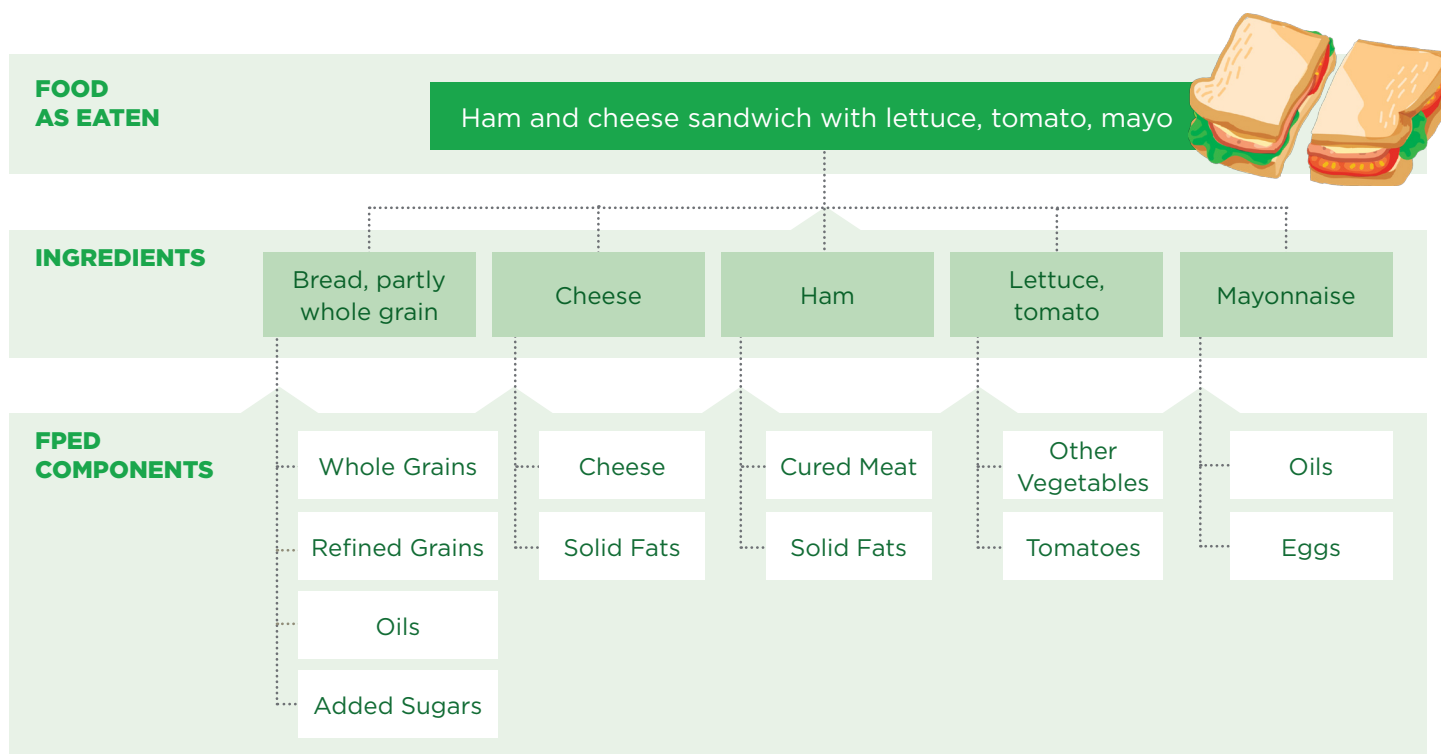 FOOD
AS EATEN
Ham and cheese sandwich with lettuce, tomato, mayo
INGREDIENTS
Bread, partly
whole grain
Cheese
Ham
Lettuce,
tomato
Mayonnaise
FPED
COMPONENTS
Whole Grains
Refined Grains
Oils
Added Sugars
Cheese
Solid Fats
Cured Meat
Solid Fats
Other
Vegetables
Tomatoes
Oils
Eggs